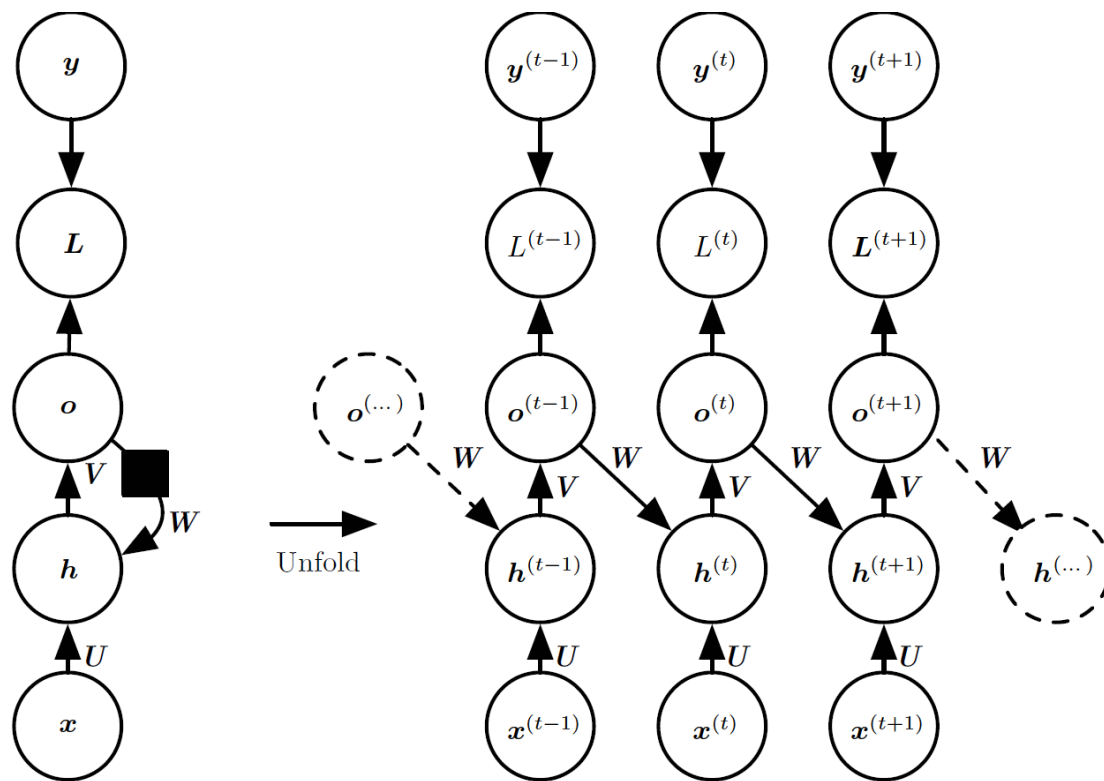 y y^{(t−1)} y^{(t)} y^{(t+1)}
L L^{(t−1)} L^{(t)} L^{(t+1)}
o o^{(...)} o^{(t−1)} o^{(t)} o^{(t+1)}
V W W V W V W V W
h Unfold h^{(t−1)} h^{(t)} h^{(t+1)} h^{(...)}
U U U U
x x^{(t−1)} x^{(t)} x^{(t+1)}